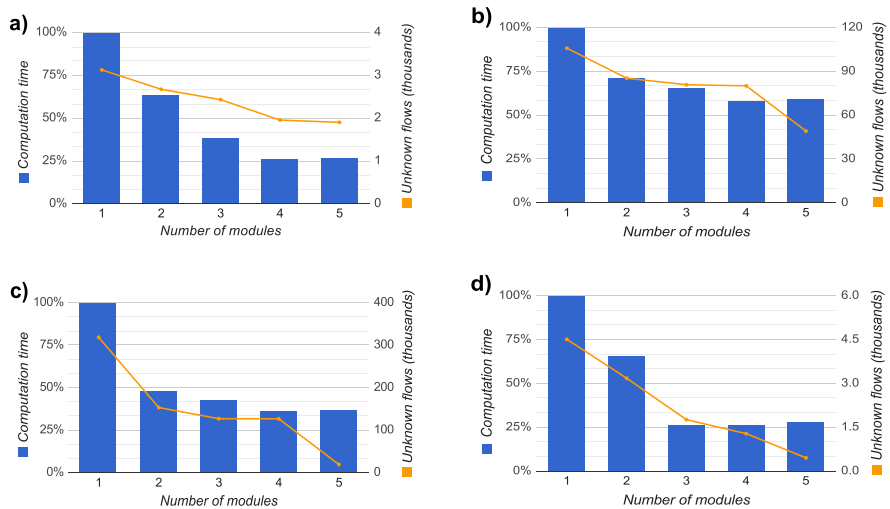 a)
100%
75%
50%
25%
0%
4
3
2
1
0
1 2 3 4 5
Number of modules
Computation time
Unknown flows (thousands)
b)
100%
75%
50%
25%
0%
120
90
60
30
0
1 2 3 4 5
Number of modules
Computation time
Unknown flows (thousands)
c)
100%
75%
50%
25%
0%
400
300
200
100
0
1 2 3 4 5
Number of modules
Computation time
Unknown flows (thousands)
d)
100%
75%
50%
25%
0%
6.0
4.5
3.0
1.5
0.0
1 2 3 4 5
Number of modules
Computation time
Unknown flows (thousands)